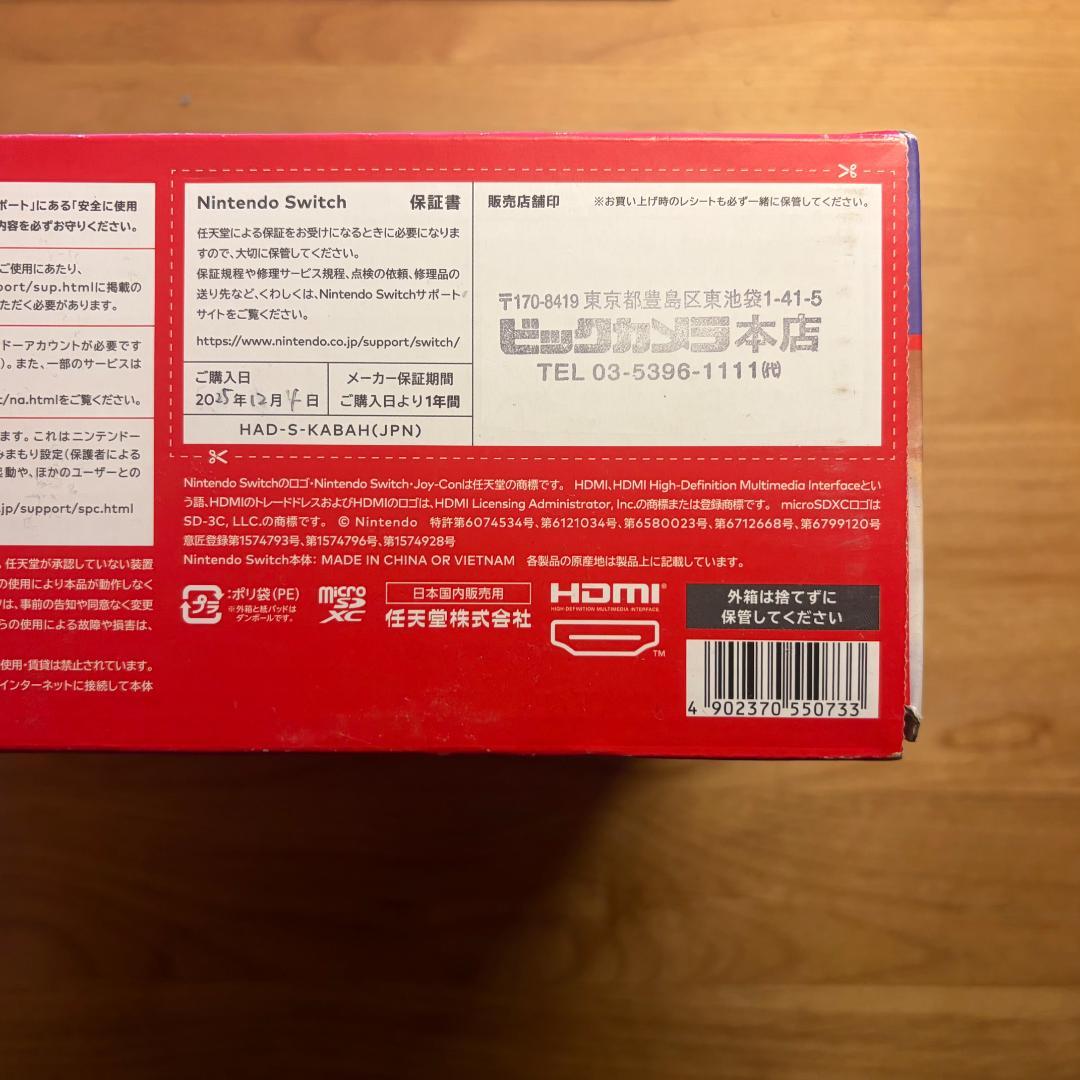 ポート」にある「安全に使用
内容を必ずお守りください。
ご使用にあたり、
port/sup.htmlに掲載の
ただく必要があります。
ドーアカウントが必要です
)。また、一部のサービスは
t/na.htmlをご覧ください。
ます。これはニンテンドー
みまもり設定(保護者による
起動や、ほかのユーザーとの
.jp/support/spc.html
、任天堂が承認していない装置
の使用により本品が動作しなく
は、事前の告知や同意なく変更
らの使用による故障や損害は、
使用・賃貸は禁止されています。
インターネットに接続して本体
Nintendo Switch 保証書
任天堂による保証をお受けになるときに必要になりま
すので、大切に保管してください。
保証規程や修理サービス規程、点検の依頼、修理品の
送り先など、くわしくは、Nintendo Switchサポート
サイトをご覧ください。
https://www.nintendo.co.jp/support/switch/
ご購入日
2025年12月4日
メーカー保証期間
ご購入日より1年間
HAD-S-KABAH(JPN)
販売店舗印 ※お買い上げ時のレシートも必ず一緒に保管してください。
〒170-8419 東京都豊島区東池袋1-41-5
ビックカメラ本店
TEL 03-5396-1111㈹
Nintendo Switchのロゴ・Nintendo Switch・Joy-Conは任天堂の商標です。 HDMI、HDMI High-Definition Multimedia Interfaceとい
う語、HDMIのトレードドレスおよびHDMIのロゴは、HDMI Licensing Administrator, Inc.の商標または登録商標です。 microSDXCロゴは
SD-3C, LLC.の商標です。 © Nintendo 特許第6074534号、第6121034号、第6580023号、第6712668号、第6799120号
意匠登録第1574793号、第1574796号、第1574928号
Nintendo Switch本体: MADE IN CHINA OR VIETNAM 各製品の原産地は製品上に記載しています。
プラ
:ポリ袋(PE)
※外箱と紙パッドは
ダンボールです。
micro
SD
XC
日本国内販売用
任天堂株式会社
HDMI®
HIGH-DEFINITION MULTIMEDIA INTERFACE
TM
外箱は捨てずに
保管してください
4 902370 550733